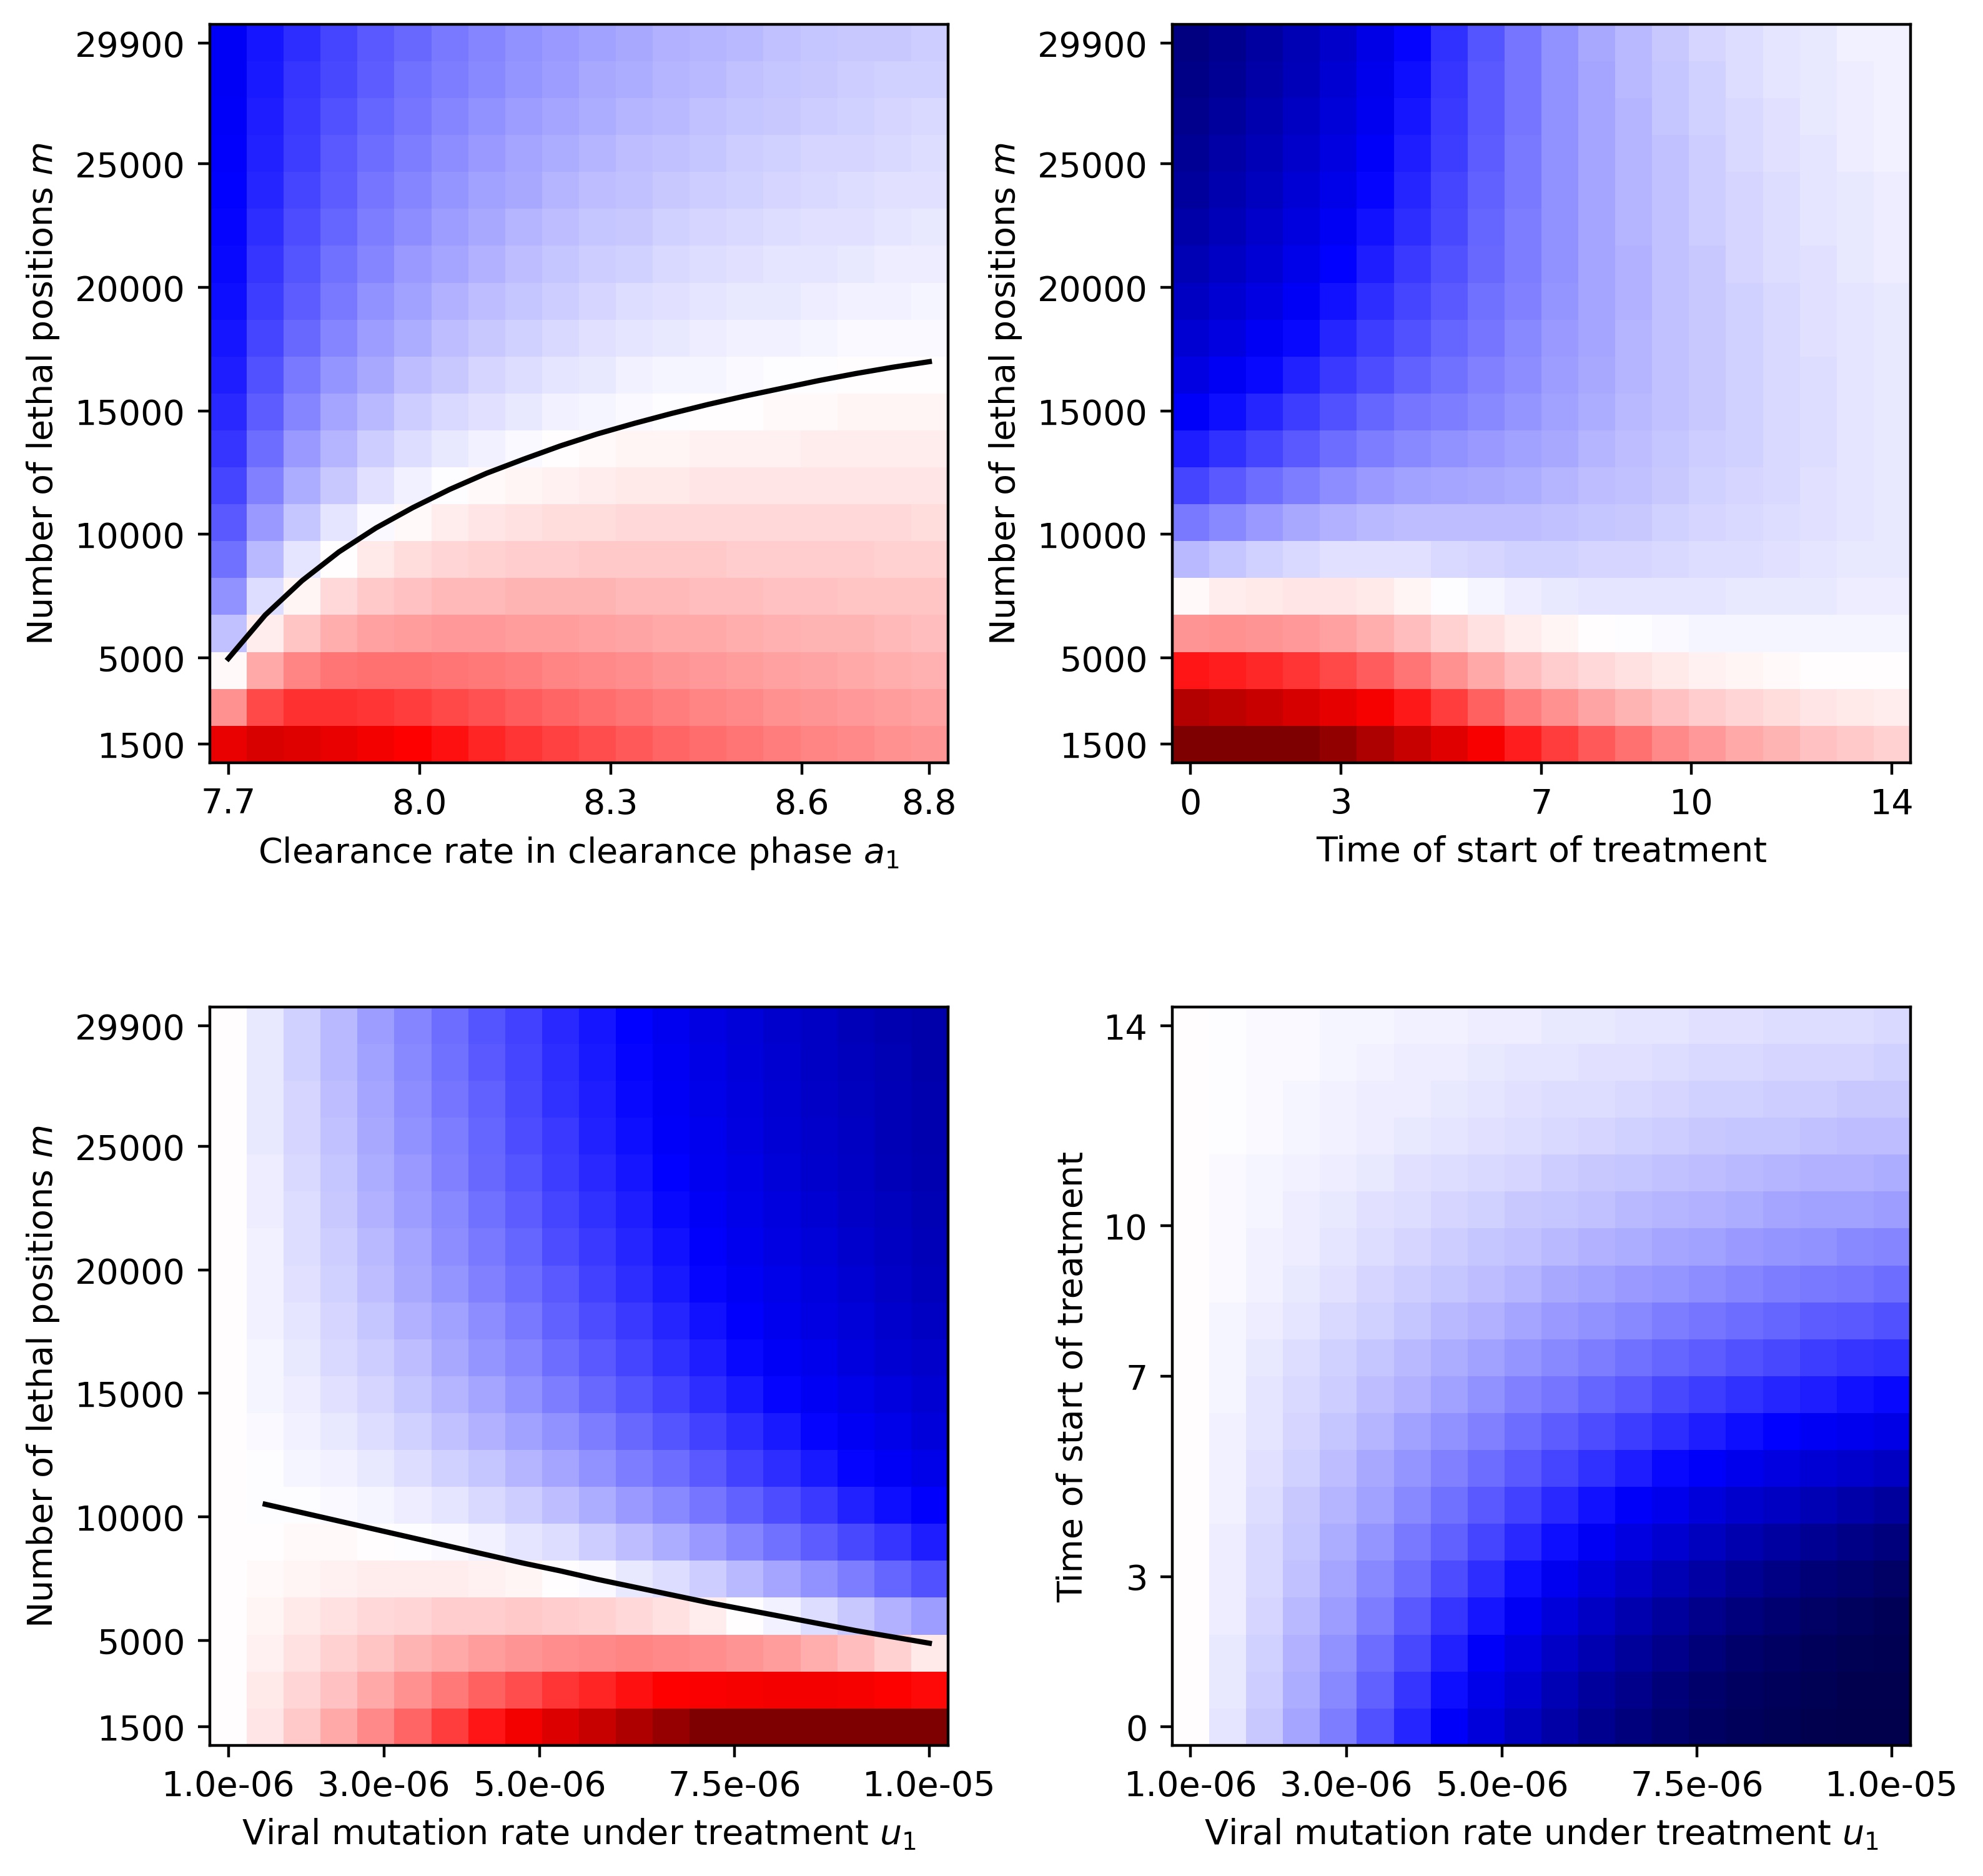 Number of lethal positions m
29900
25000
20000
15000
10000
5000
1500
7.7 8.0 8.3 8.6 8.8
Clearance rate in clearance phase a₁
Number of lethal positions m
29900
25000
20000
15000
10000
5000
1500
0 3 7 10 14
Time of start of treatment
Number of lethal positions m
29900
25000
20000
15000
10000
5000
1500
1.0e-06 3.0e-06 5.0e-06 7.5e-06 1.0e-05
Viral mutation rate under treatment u₁
Time of start of treatment
14
10
7
3
0
1.0e-06 3.0e-06 5.0e-06 7.5e-06 1.0e-05
Viral mutation rate under treatment u₁